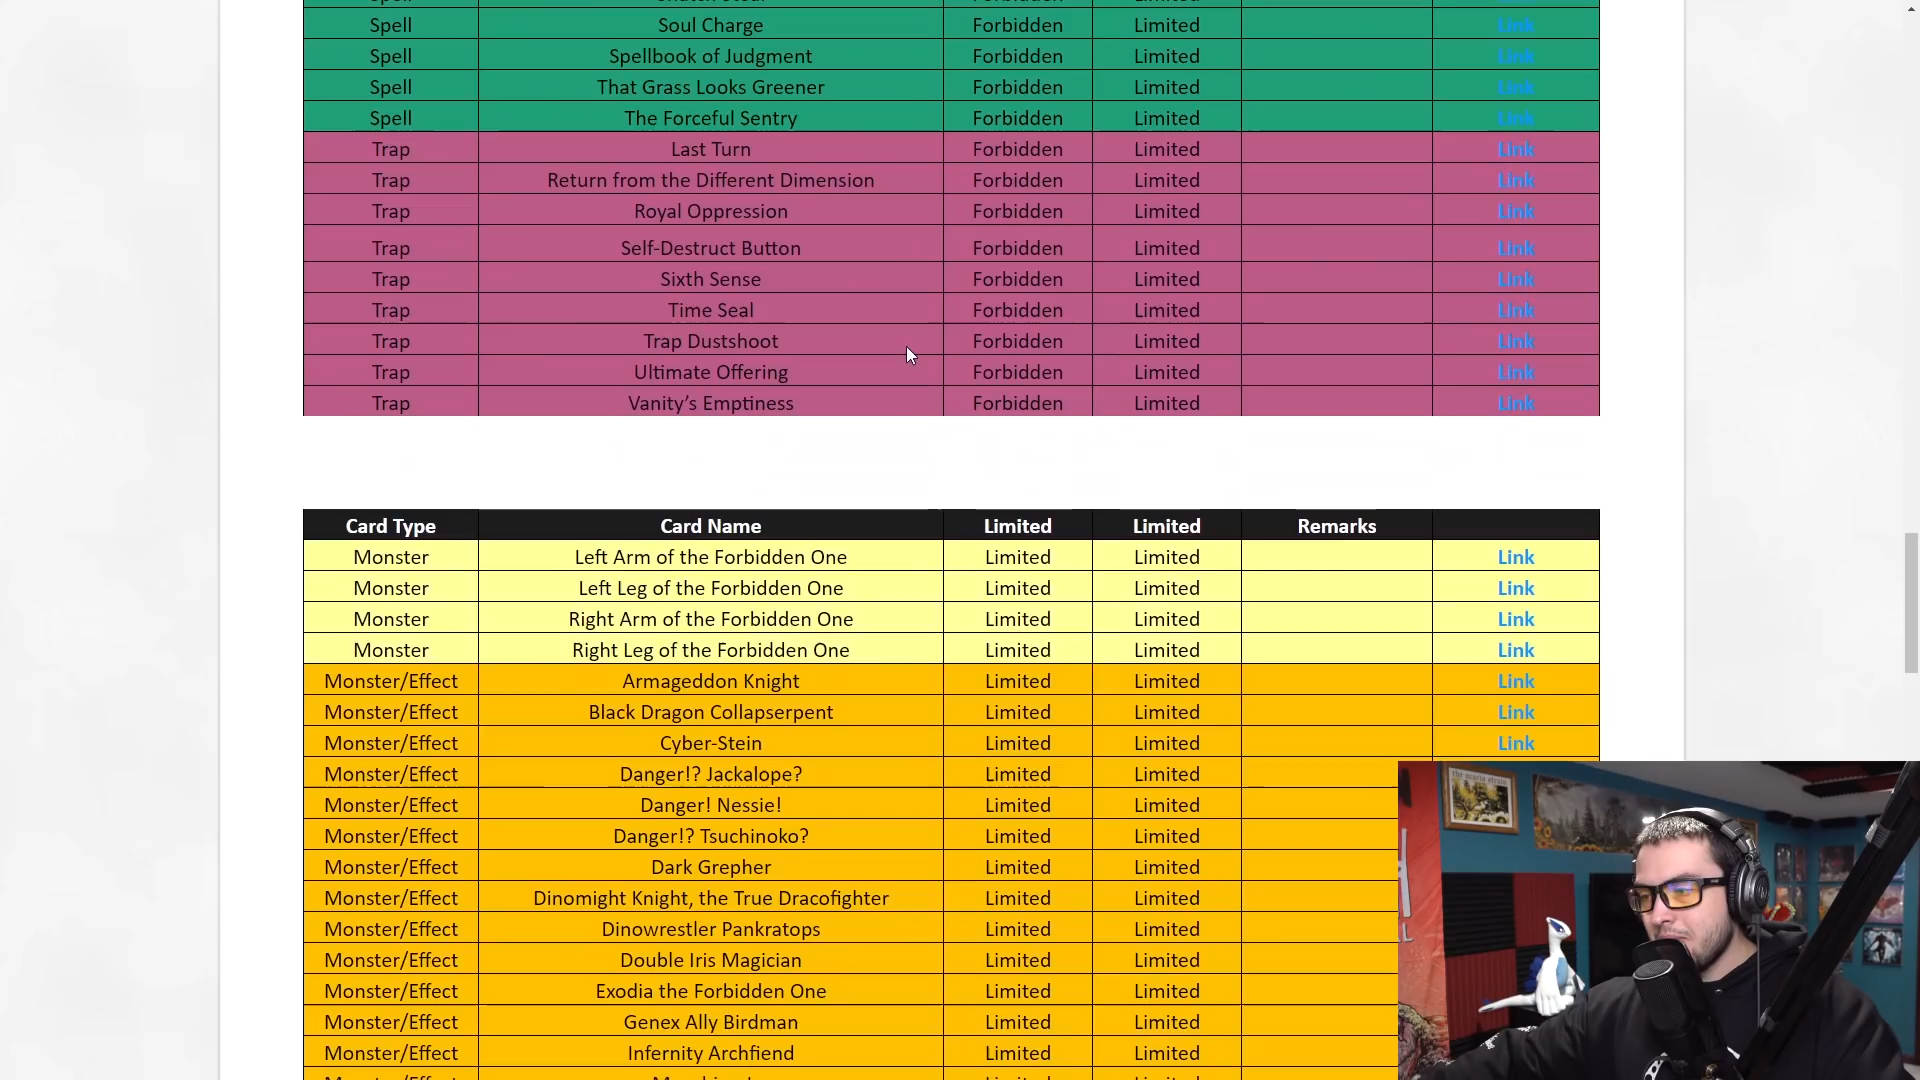 Soul Charge Forbidden Limited Link
Spell Soul Charge Forbidden Limited Link
Spell Spellbook of Judgment Forbidden Limited Link
Spell That Grass Looks Greener Forbidden Limited Link
Spell The Forceful Sentry Forbidden Limited Link
Trap Last Turn Forbidden Limited Link
Trap Return from the Different Dimension Forbidden Limited Link
Trap Royal Oppression Forbidden Limited Link
Trap Self-Destruct Button Forbidden Limited Link
Trap Sixth Sense Forbidden Limited Link
Trap Time Seal Forbidden Limited Link
Trap Trap Dustshoot Forbidden Limited Link
Trap Ultimate Offering Forbidden Limited Link
Trap Vanity’s Emptiness Forbidden Limited Link
Card Type Card Name Limited Limited Remarks
Monster Left Arm of the Forbidden One Limited Limited Link
Monster Left Leg of the Forbidden One Limited Limited Link
Monster Right Arm of the Forbidden One Limited Limited Link
Monster Right Leg of the Forbidden One Limited Limited Link
Monster/Effect Armageddon Knight Limited Limited Link
Monster/Effect Black Dragon Collapserpent Limited Limited Link
Monster/Effect Cyber-Stein Limited Limited Link
Monster/Effect Danger!? Jackalope? Limited Limited
Monster/Effect Danger! Nessie! Limited Limited
Monster/Effect Danger!? Tsuchinoko? Limited Limited
Monster/Effect Dark Grepher Limited Limited
Monster/Effect Dinomight Knight, the True Dracofighter Limited Limited
Monster/Effect Dinowrestler Pankratops Limited Limited
Monster/Effect Double Iris Magician Limited Limited
Monster/Effect Exodia the Forbidden One Limited Limited
Monster/Effect Genex Ally Birdman Limited Limited
Monster/Effect Infernity Archfiend Limited Limited